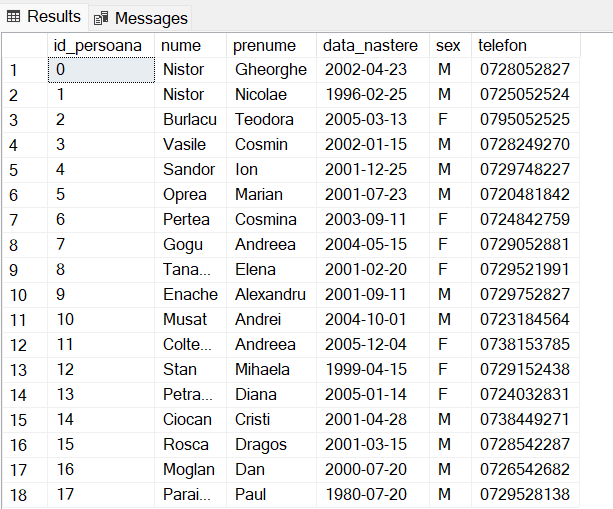 Results Messages
id_persoana nume prenume data_nastere sex telefon
1 0 Nistor Gheorghe 2002-04-23 M 0728052827
2 1 Nistor Nicolae 1996-02-25 M 0725052524
3 2 Burlacu Teodora 2005-03-13 F 0795052525
4 3 Vasile Cosmin 2002-01-15 M 0728249270
5 4 Sandor Ion 2001-12-25 M 0729748227
6 5 Oprea Marian 2001-07-23 M 0720481842
7 6 Pertea Cosmina 2003-09-11 F 0724842759
8 7 Gogu Andreea 2004-05-15 F 0729052881
9 8 Tana... Elena 2001-02-20 F 0729521991
10 9 Enache Alexandru 2001-09-11 M 0729752827
11 10 Musat Andrei 2004-10-01 M 0723184564
12 11 Colte... Andreea 2005-12-04 F 0738153785
13 12 Stan Mihaela 1999-04-15 F 0729152438
14 13 Petra... Diana 2005-01-14 F 0724032831
15 14 Ciocan Cristi 2001-04-28 M 0738449271
16 15 Rosca Dragos 2001-03-15 M 0728542287
17 16 Moglan Dan 2000-07-20 M 0726542682
18 17 Parai... Paul 1980-07-20 M 0729528138